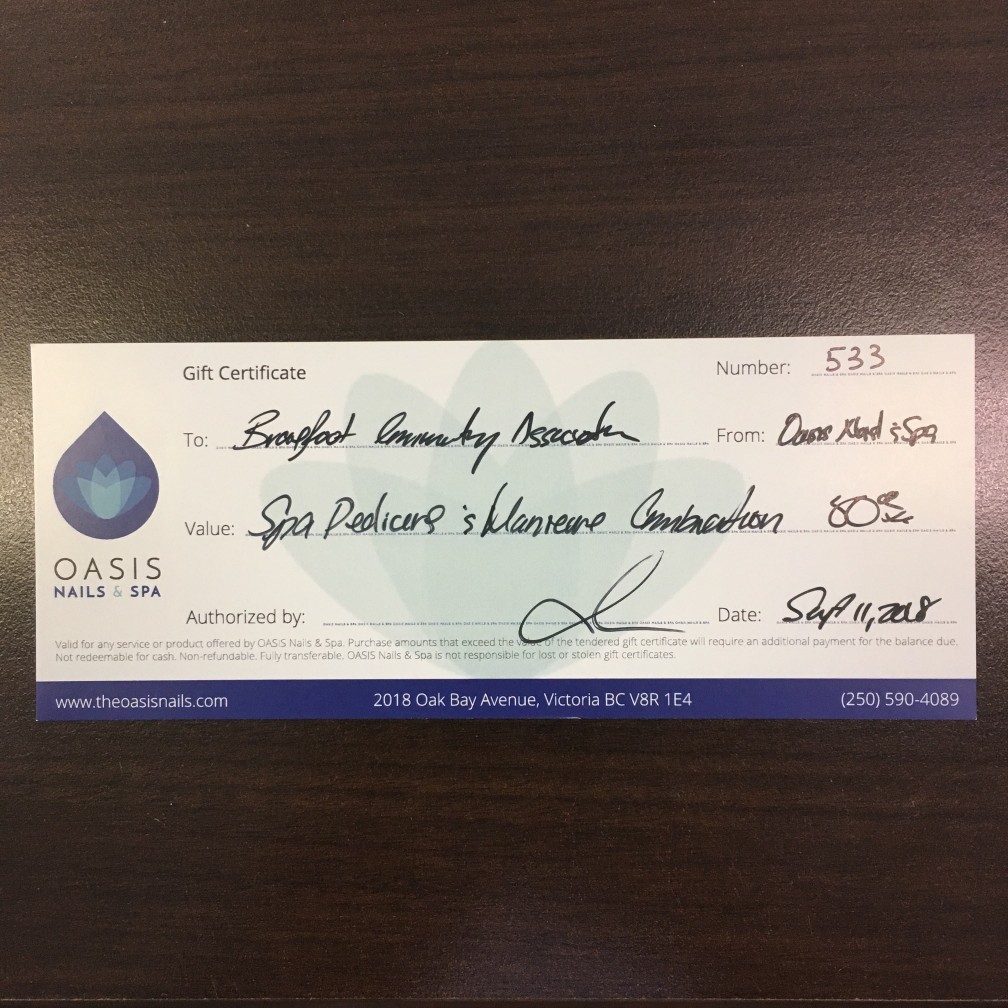 Gift Certificate
Number: 533
To: Community Association
From: Oasis Nail & Spa
Value: Spa Pedicure & Manicure Combination 80$
OASIS
NAILS & SPA
Authorized by:
Date: Sept 11, 2018
Valid for any service or product offered by OASIS Nails & Spa. Purchase amounts that exceed the value of the tendered gift certificate will require an additional payment for the balance due.
Not redeemable for cash. Non-refundable. Fully transferable. OASIS Nails & Spa is not responsible for lost or stolen gift certificates.
www.theoasisnails.com
2018 Oak Bay Avenue, Victoria BC V8R 1E4
(250) 590-4089